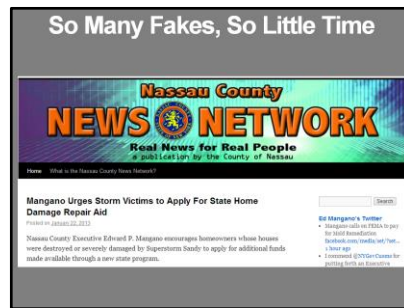 So Many Fakes, So Little Time
Nassau County
NEWS NETWORK
Real News for Real People
a publication by the County of Nassau
Home What is the Nassau County News Network?
Mangano Urges Storm Victims to Apply For State Home
Damage Repair Aid
Posted on January 22, 2013
Nassau County Executive Edward P. Mangano encourages homeowners whose houses
were destroyed or severely damaged by Superstorm Sandy to apply for additional funds
made available through a new state program.
Search
Ed Mangano's Twitter
Mangano calls on FEMA to pay
for Mold Remediation
facebook.com/media/set/?set…
1 hour ago
I commend @NYGovCuomo for
putting forth an Executive